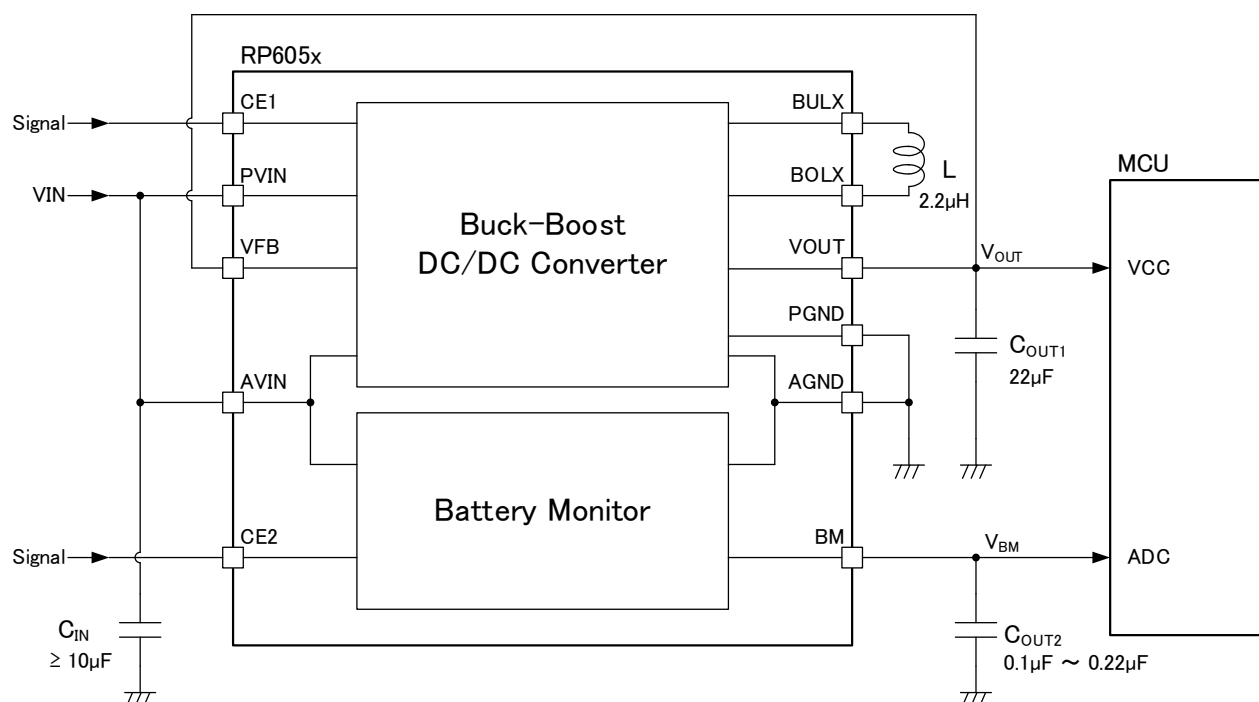 RP605x
Signal
CE1
BULX
L
2.2µH
MCU
VIN
PVIN
BOLX
Buck-Boost
DC/DC Converter
VFB
VOUT
VOUT
VCC
PGND
COUT1
22µF
AVIN
AGND
Battery Monitor
Signal
CE2
BM
VBM
ADC
CIN
≥ 10µF
COUT2
0.1µF ～ 0.22µF